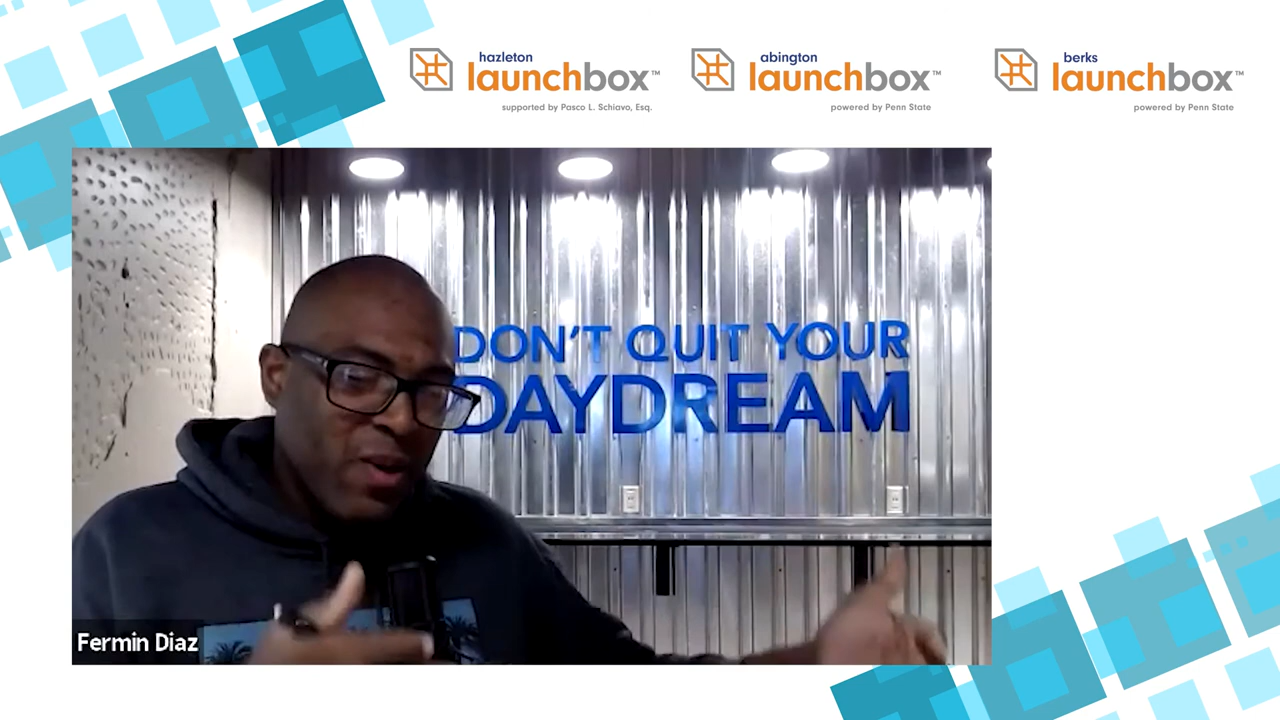 hazleton
launchbox™
supported by Pasco L. Schiavo, Esq.
abington
launchbox™
powered by Penn State
berks
launchbox™
powered by Penn State
DON'T QUIT YOUR
DAYDREAM
Fermin Diaz